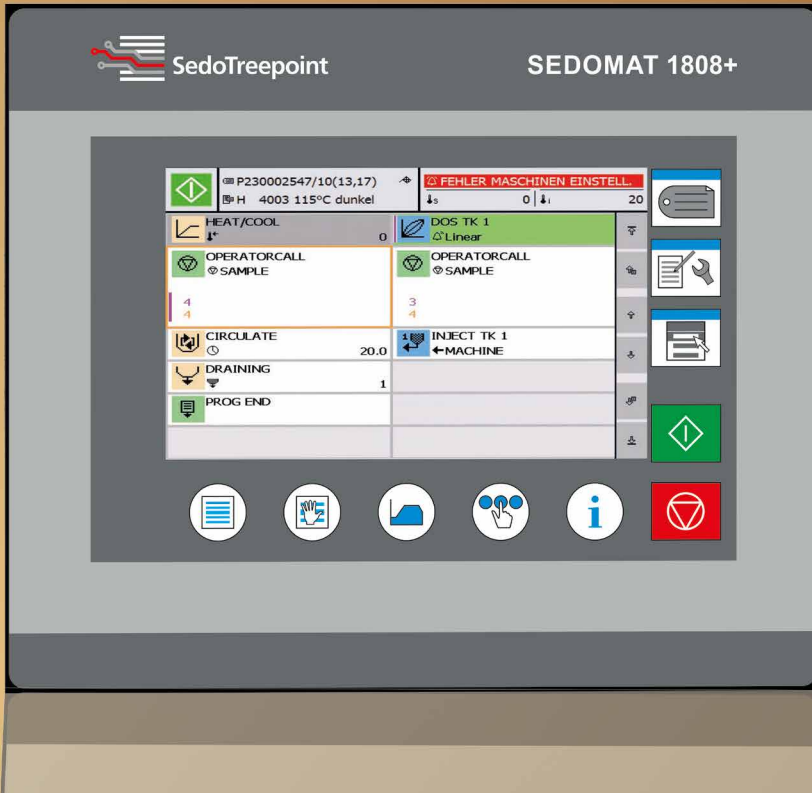 SedoTreepoint
SEDOMAT 1808+
P230002547/10(13,17)
FEHLER MASCHINEN EINSTELL.
H 4003 115°C dunkel
s 0 i 20
HEAT/COOL
0
DOS TK 1
Linear
OPERATORCALL
SAMPLE
4
4
OPERATORCALL
SAMPLE
3
4
CIRCULATE
20.0
1
INJECT TK 1
MACHINE
DRAINING
1
PROG END
i